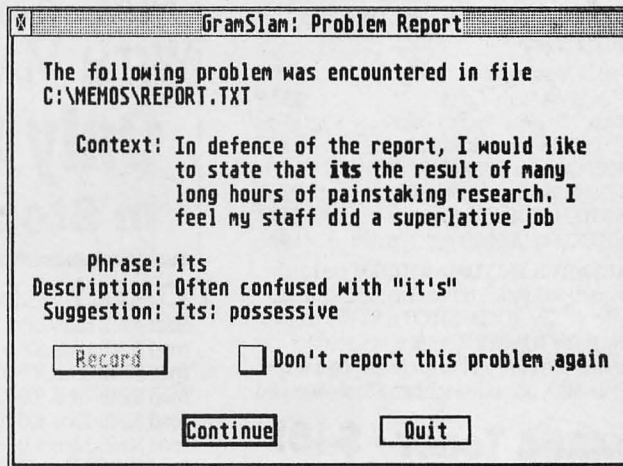 GramSlam: Problem Report
The following problem was encountered in file
C:\MEMOS\REPORT.TXT
Context: In defence of the report, I would like
to state that its the result of many
long hours of painstaking research. I
feel my staff did a superlative job
Phrase: its
Description: Often confused with "it's"
Suggestion: Its: possessive
Record Don't report this problem again
Continue Quit